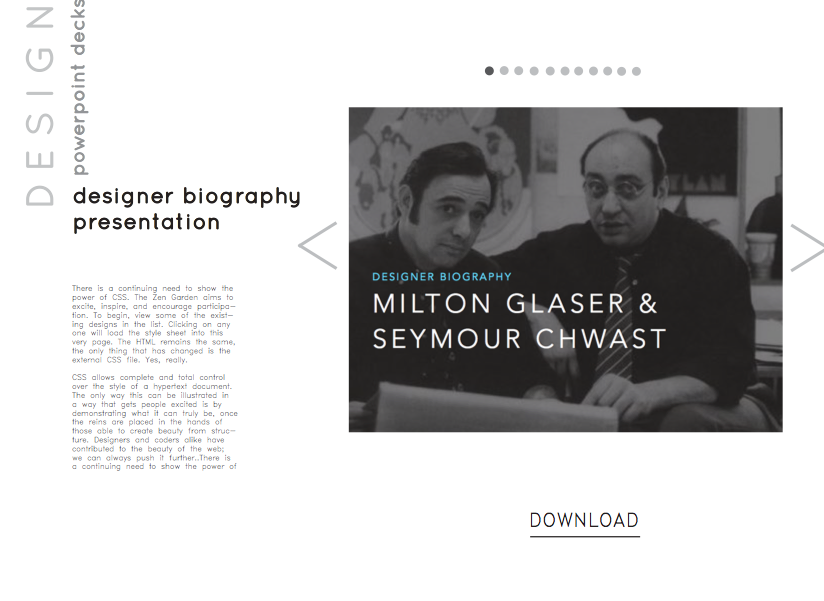 DESIGN
powerpoint decks
designer biography
presentation
There is a continuing need to show the
power of CSS. The Zen Garden aims to
excite, inspire, and encourage participa-
tion. To begin, view some of the exist-
ing designs in the list. Clicking on any
one will load the style sheet into this
very page. The HTML remains the same,
the only thing that has changed is the
external CSS file. Yes, really.
CSS allows complete and total control
over the style of a hypertext document.
The only way this can be illustrated in
a way that gets people excited is by
demonstrating what it can truly be, once
the reins are placed in the hands of
those able to create beauty from struc-
ture. Designers and coders alike have
contributed to the beauty of the web;
we can always push it further..There is
a continuing need to show the power of
DESIGNER BIOGRAPHY
MILTON GLASER &
SEYMOUR CHWAST
DOWNLOAD